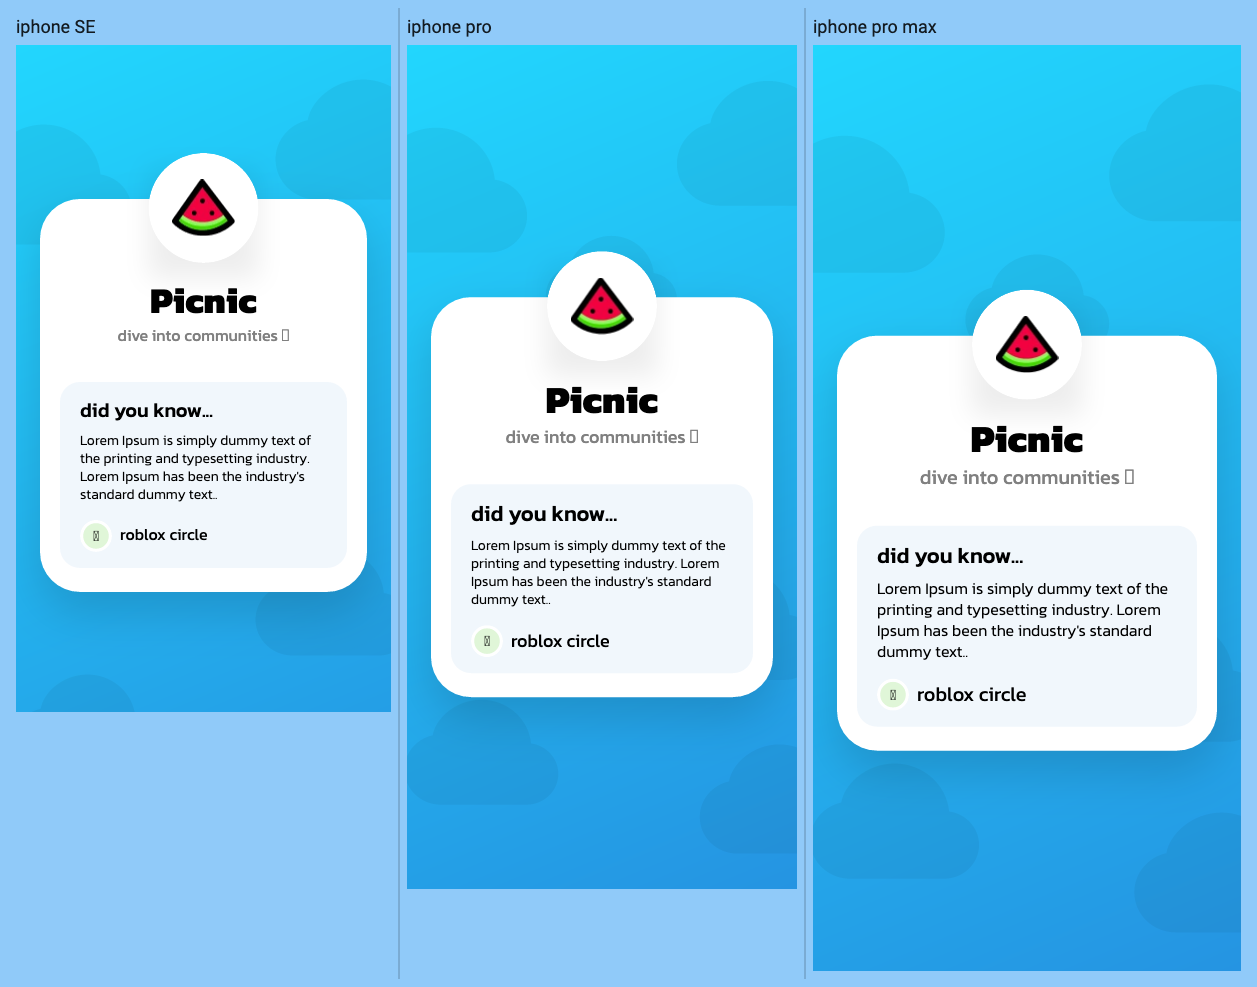 iphone SE
Picnic
dive into communities
did you know...
Lorem Ipsum is simply dummy text of
the printing and typesetting industry.
Lorem Ipsum has been the industry's
standard dummy text..
roblox circle
iphone pro
Picnic
dive into communities
did you know...
Lorem Ipsum is simply dummy text of the
printing and typesetting industry. Lorem
Ipsum has been the industry's standard
dummy text..
roblox circle
iphone pro max
Picnic
dive into communities
did you know...
Lorem Ipsum is simply dummy text of the
printing and typesetting industry. Lorem
Ipsum has been the industry's standard
dummy text..
roblox circle